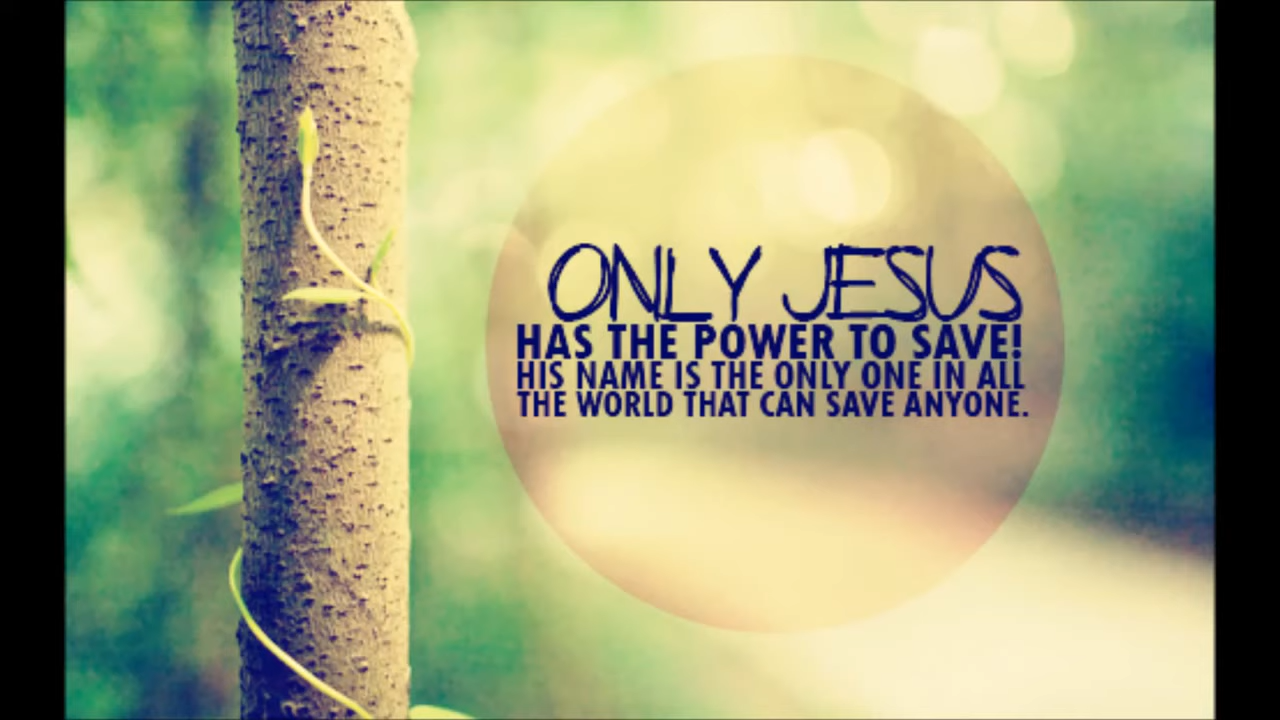 ONLY JESUS
HAS THE POWER TO SAVE!
HIS NAME IS THE ONLY ONE IN ALL
THE WORLD THAT CAN SAVE ANYONE.